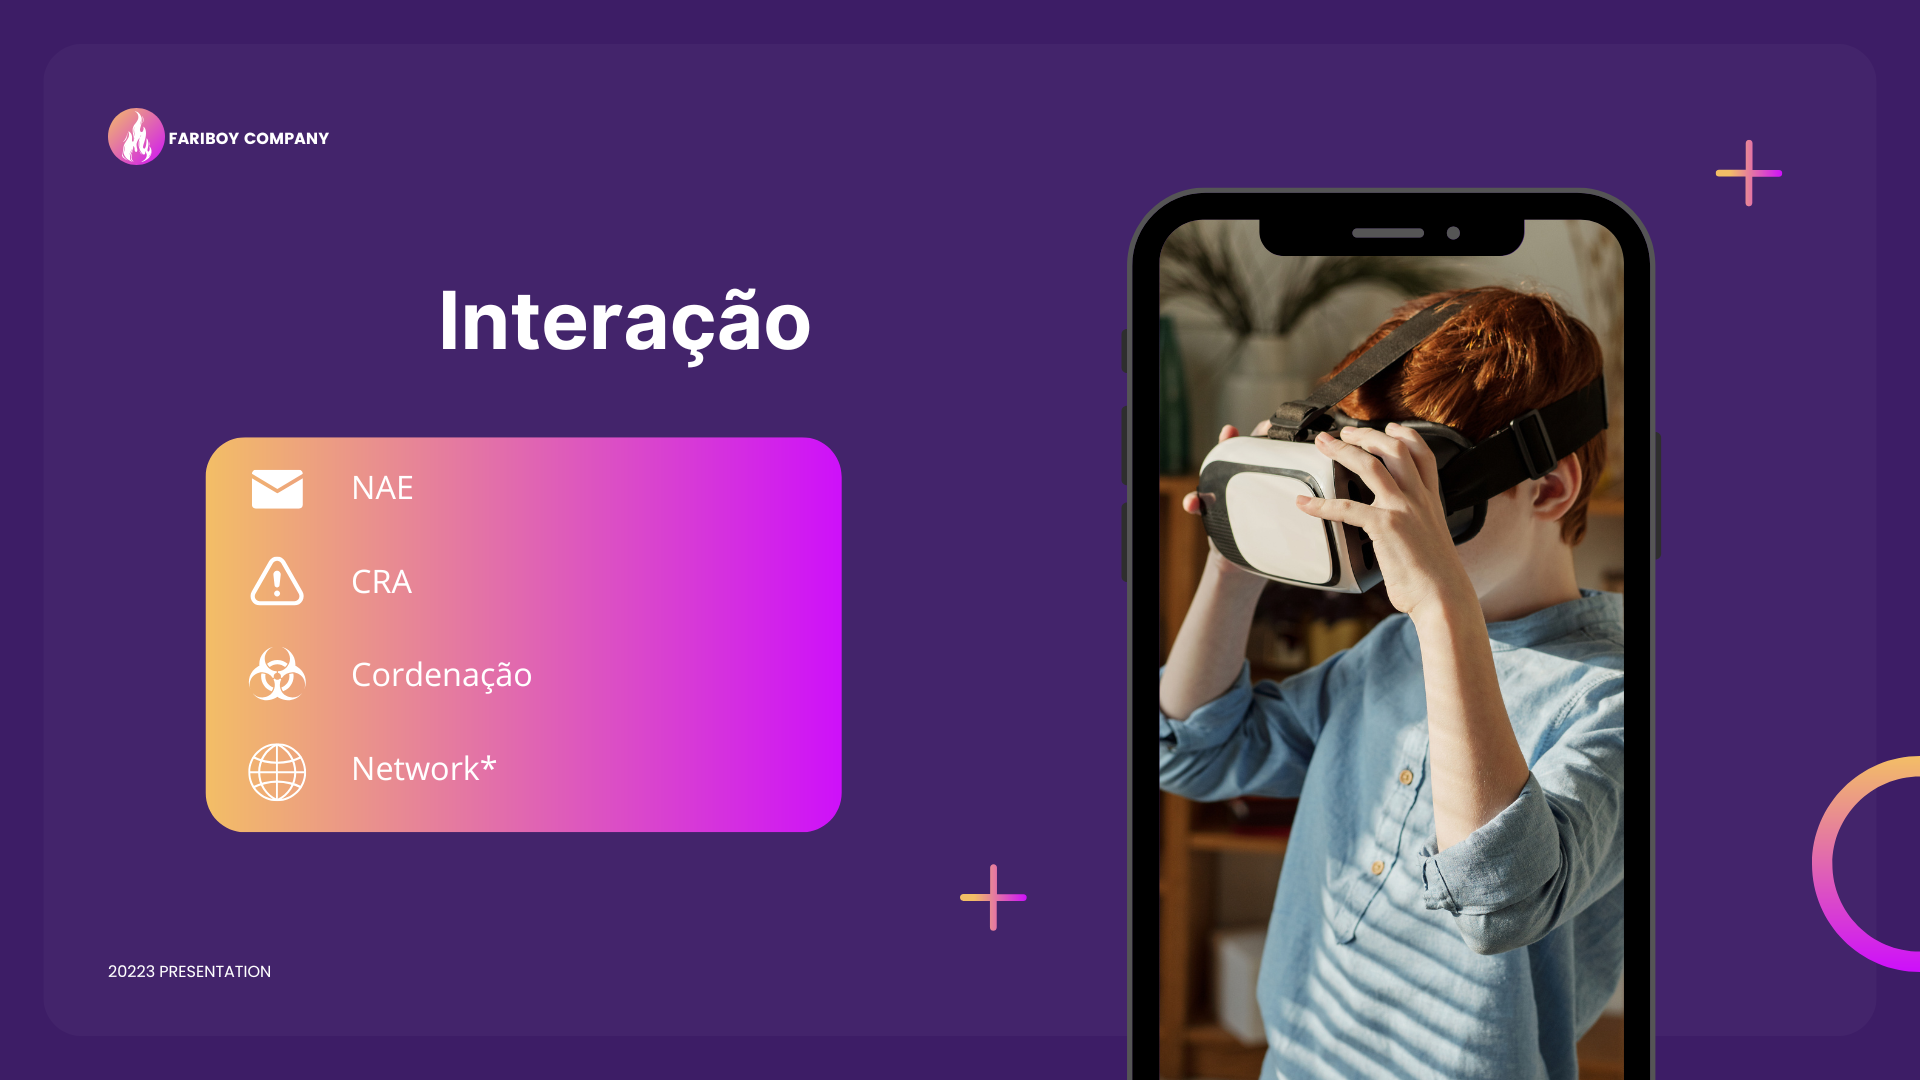 FARIBOY COMPANY
Interação
NAE
CRA
Cordenação
Network*
20223 PRESENTATION